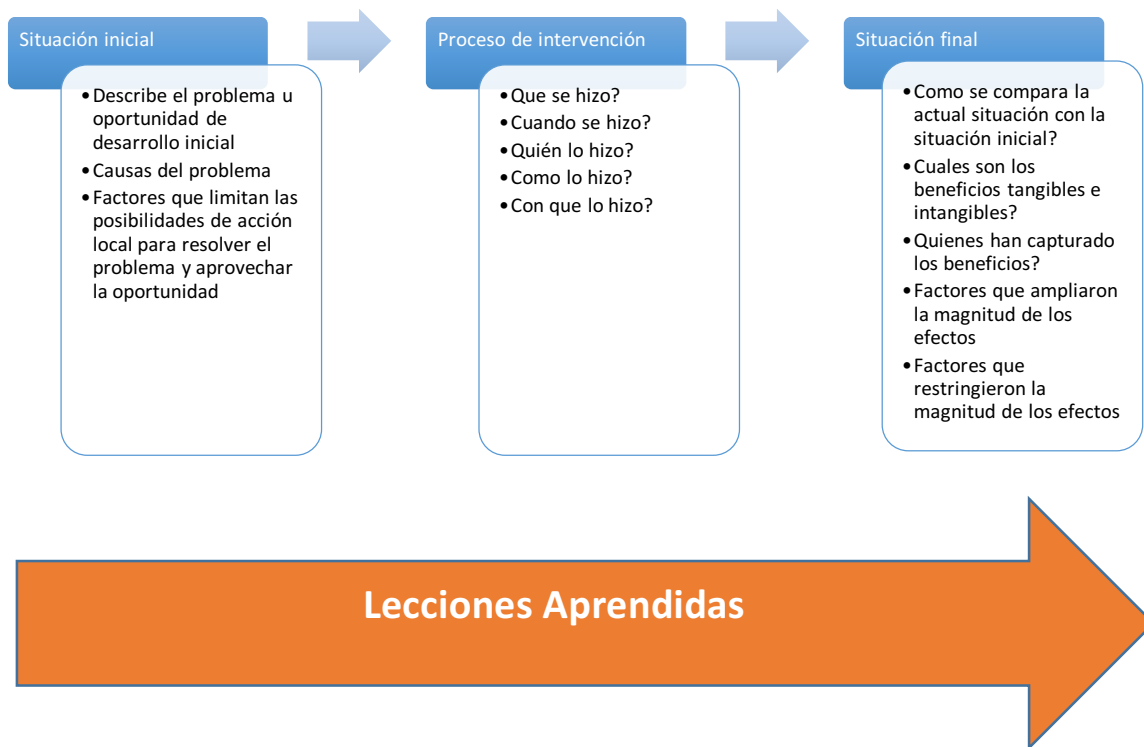 Situación inicial
•Describe el problema u
oportunidad de
desarrollo inicial
•Causas del problema
•Factores que limitan las
posibilidades de acción
local para resolver el
problema y aprovechar
la oportunidad
Proceso de intervención
•Que se hizo?
•Cuando se hizo?
•Quién lo hizo?
•Como lo hizo?
•Con que lo hizo?
Situación final
•Como se compara la
actual situación con la
situación inicial?
•Cuales son los
beneficios tangibles e
intangibles?
•Quienes han capturado
los beneficios?
•Factores que ampliaron
la magnitud de los
efectos
•Factores que
restringieron la
magnitud de los efectos
Lecciones Aprendidas